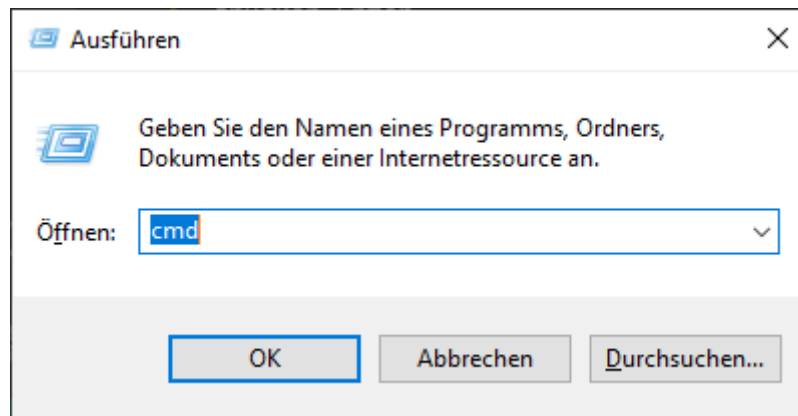 Ausführen
Geben Sie den Namen eines Programms, Ordners,
Dokuments oder einer Internetressource an.
Öffnen: cmd
OK Abbrechen Durchsuchen...